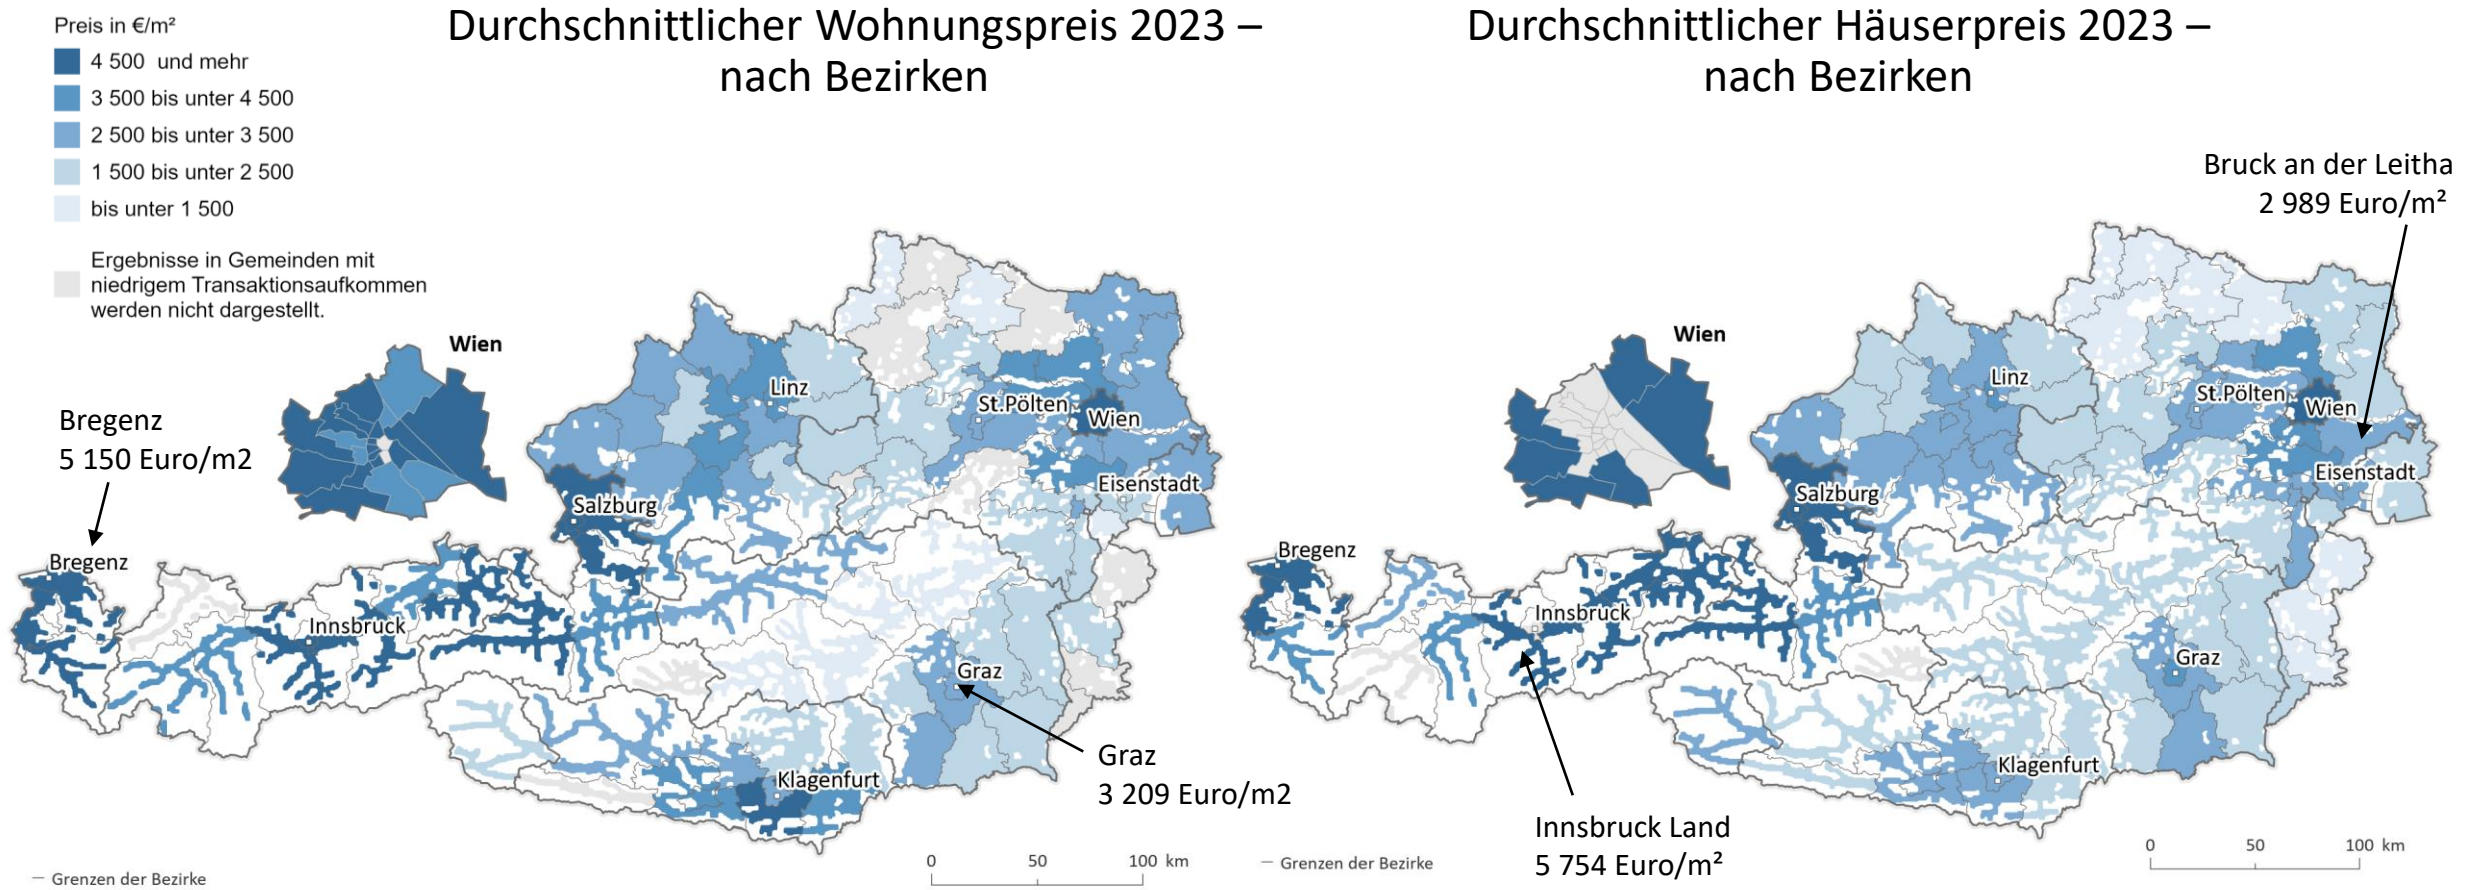 Durchschnittlicher Wohnungspreis 2023 –
nach Bezirken
Preis in €/m²
4 500 und mehr
3 500 bis unter 4 500
2 500 bis unter 3 500
1 500 bis unter 2 500
bis unter 1 500
Ergebnisse in Gemeinden mit
niedrigem Transaktionsaufkommen
werden nicht dargestellt.
Wien
Bregenz
5 150 Euro/m2
Linz
St.Pölten
Wien
Eisenstadt
Salzburg
Bregenz
Innsbruck
Graz
Klagenfurt
Graz
3 209 Euro/m2
0 50 100 km
— Grenzen der Bezirke
Durchschnittlicher Häuserpreis 2023 –
nach Bezirken
Bruck an der Leitha
2 989 Euro/m²
Wien
Linz
St.Pölten
Wien
Eisenstadt
Salzburg
Bregenz
Innsbruck
Graz
Klagenfurt
Innsbruck Land
5 754 Euro/m²
0 50 100 km
— Grenzen der Bezirke